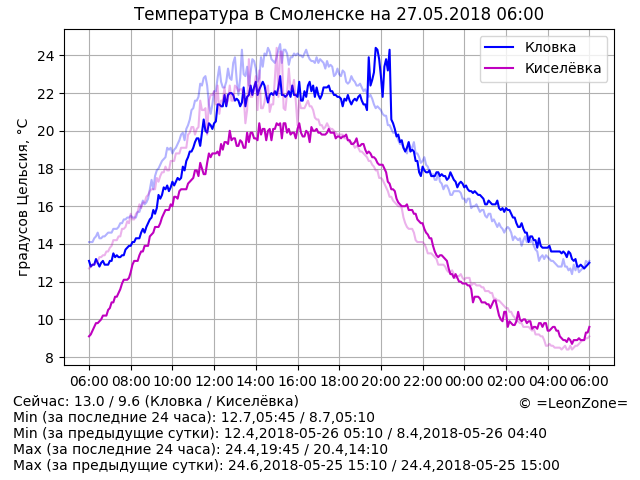 Температура в Смоленске на 27.05.2018 06:00
Кловка
Киселёвка
градусов Цельсия, °C
24
22
20
18
16
14
12
10
8
06:00 08:00 10:00 12:00 14:00 16:00 18:00 20:00 22:00 00:00 02:00 04:00 06:00
Сейчас: 13.0 / 9.6 (Кловка / Киселёвка)
© =LeonZone=
Min (за последние 24 часа): 12.7,05:45 / 8.7,05:10
Min (за предыдущие сутки): 12.4,2018-05-26 05:10 / 8.4,2018-05-26 04:40
Max (за последние 24 часа): 24.4,19:45 / 20.4,14:10
Max (за предыдущие сутки): 24.6,2018-05-25 15:10 / 24.4,2018-05-25 15:00